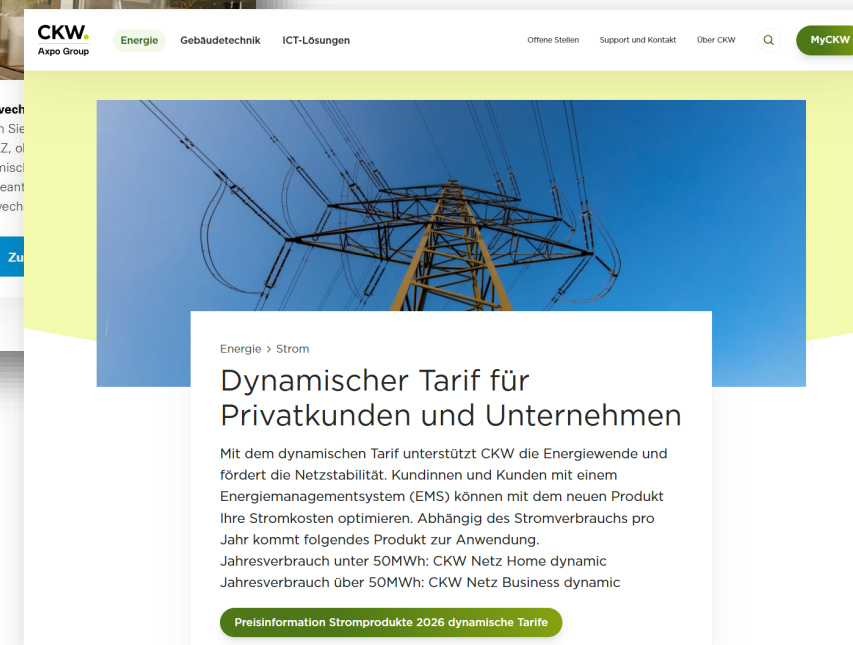 CKW.
Axpo Group
Energie
Gebäudetechnik
ICT-Lösungen
Offene Stellen
Support und Kontakt
Über CKW
MyCKW
Energie > Strom
Dynamischer Tarif für
Privatkunden und Unternehmen
Mit dem dynamischen Tarif unterstützt CKW die Energiewende und
fördert die Netzstabilität. Kundinnen und Kunden mit einem
Energiemanagementsystem (EMS) können mit dem neuen Produkt
Ihre Stromkosten optimieren. Abhängig des Stromverbrauchs pro
Jahr kommt folgendes Produkt zur Anwendung.
Jahresverbrauch unter 50MWh: CKW Netz Home dynamic
Jahresverbrauch über 50MWh: CKW Netz Business dynamic
Preisinformation Stromprodukte 2026 dynamische Tarife